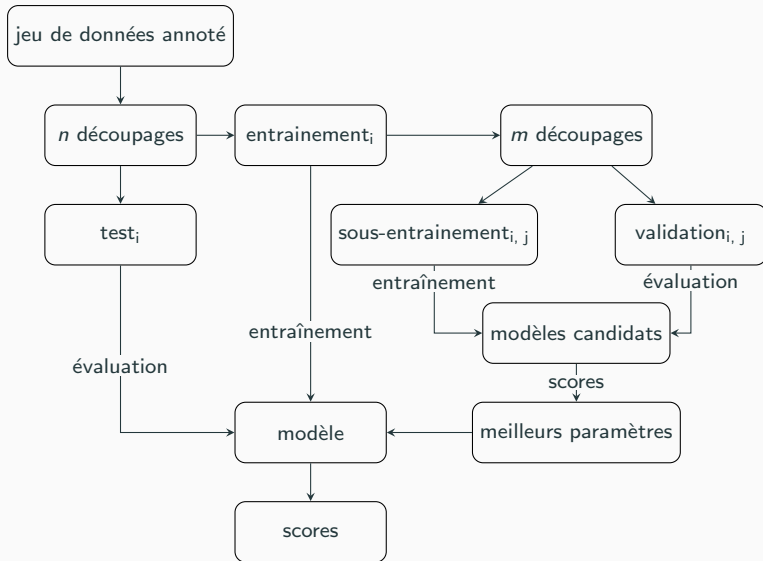 jeu de données annoté
n découpages
entrainement_i
m découpages
test_i
sous-entrainement_i, j
validation_i, j
entraînement
évaluation
modèles candidats
entraînement
évaluation
scores
modèle
meilleurs paramètres
scores